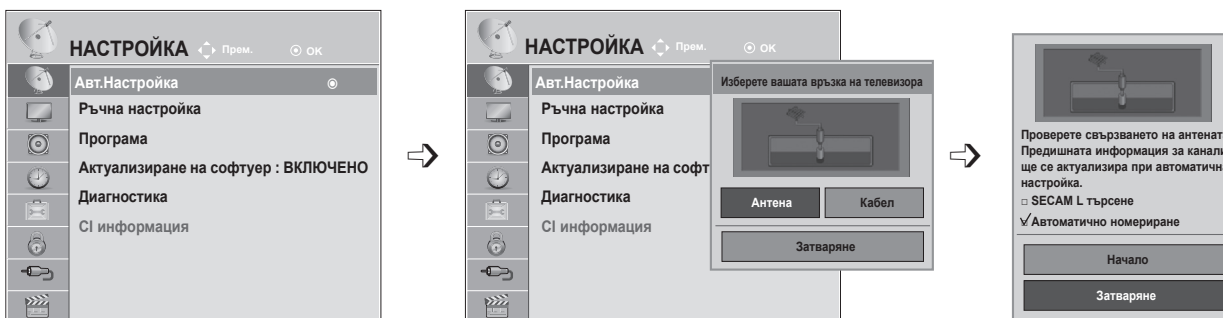 НАСТРОЙКА Прем. OK
Авт.Настройка
Ръчна настройка
Програма
Актуализиране на софтуер : ВКЛЮЧЕНО
Диагностика
CI информация
НАСТРОЙКА Прем. OK
Авт.Настройка
Ръчна настройка
Програма
Актуализиране на софт
Диагностика
CI информация
Изберете вашата връзка на телевизора
Антена Кабел
Затваряне
Проверете свързването на антенат
Предишната информация за канали
ще се актуализира при автоматичн
настройка.
□ SECAM L търсене
Автоматично номериране
Начало
Затваряне